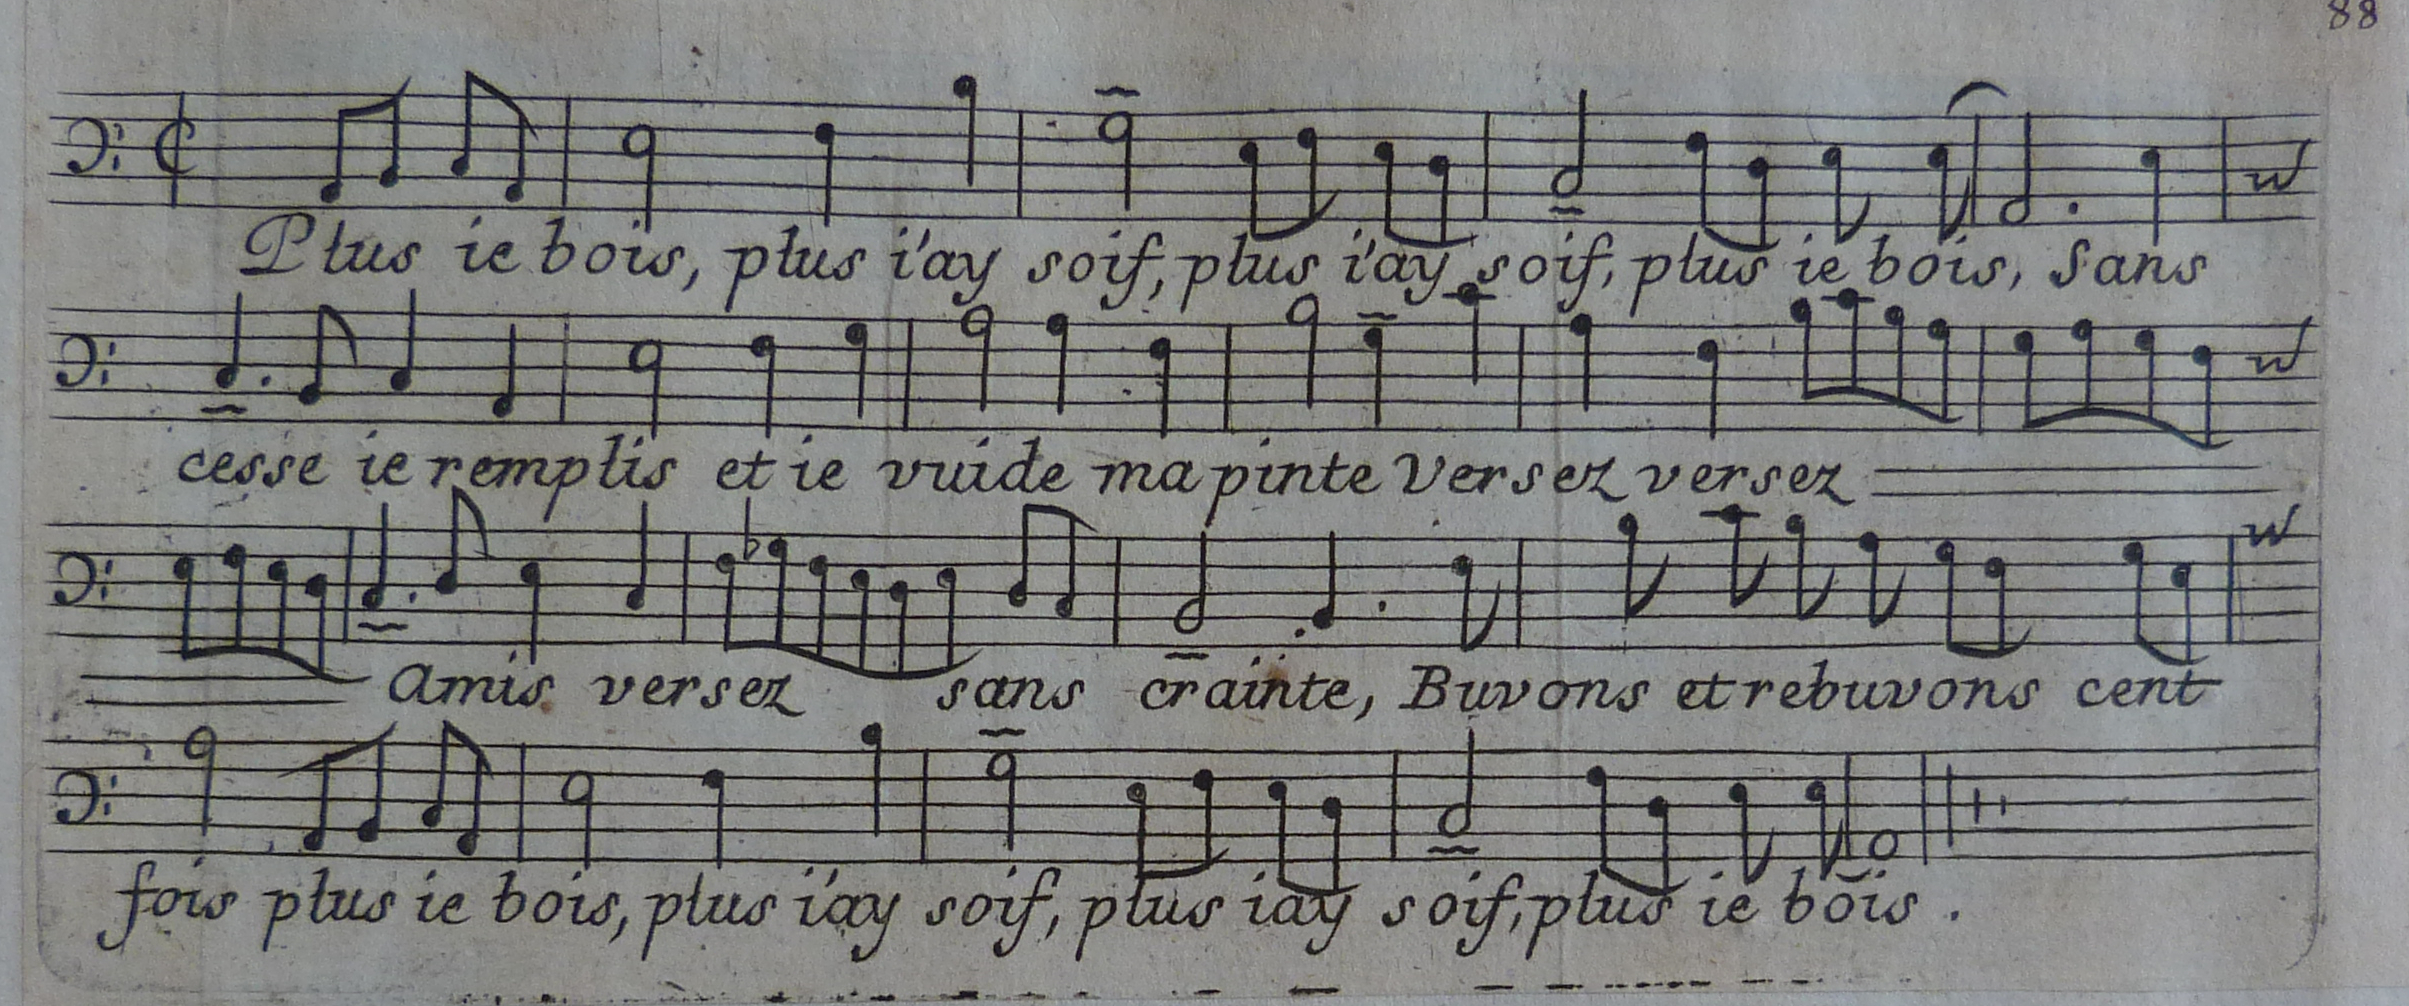 88
Plus ie bois, plus i'ay soif, plus i'ay soif, plus ie bois, Sans
cesse ie remplis et ie vuide ma pinte Versez versez
Amis versez sans crainte, Buvons et rebuvons cent
fois plus ie bois, plus i'ay soif, plus iay soif, plus ie bois.